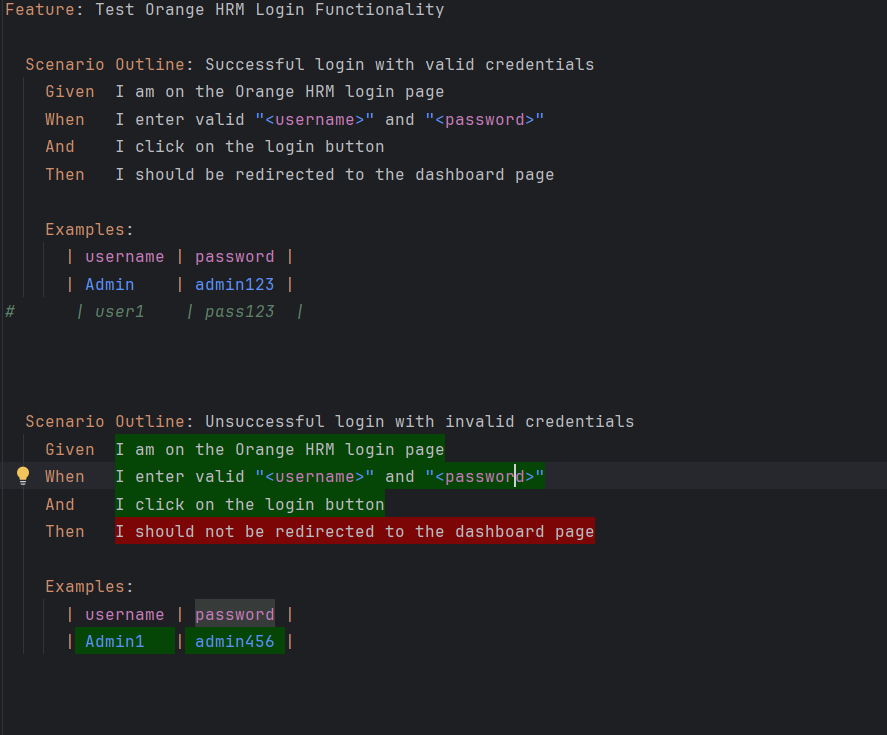 Feature: Test Orange HRM Login Functionality
Scenario Outline: Successful login with valid credentials
Given I am on the Orange HRM login page
When I enter valid "<username>" and "<password>"
And I click on the login button
Then I should be redirected to the dashboard page
Examples:
| username | password |
| Admin | admin123 |
# | user1 | pass123 |
Scenario Outline: Unsuccessful login with invalid credentials
Given I am on the Orange HRM login page
When I enter valid "<username>" and "<password>"
And I click on the login button
Then I should not be redirected to the dashboard page
Examples:
| username | password |
| Admin1 | admin456 |